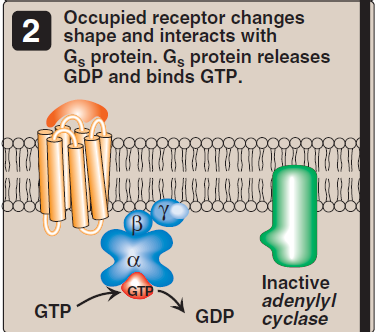 2
Occupied receptor changes
shape and interacts with
Gs protein. Gs protein releases
GDP and binds GTP.
β
γ
α
GTP
GTP
GDP
Inactive
adenylyl
cyclase